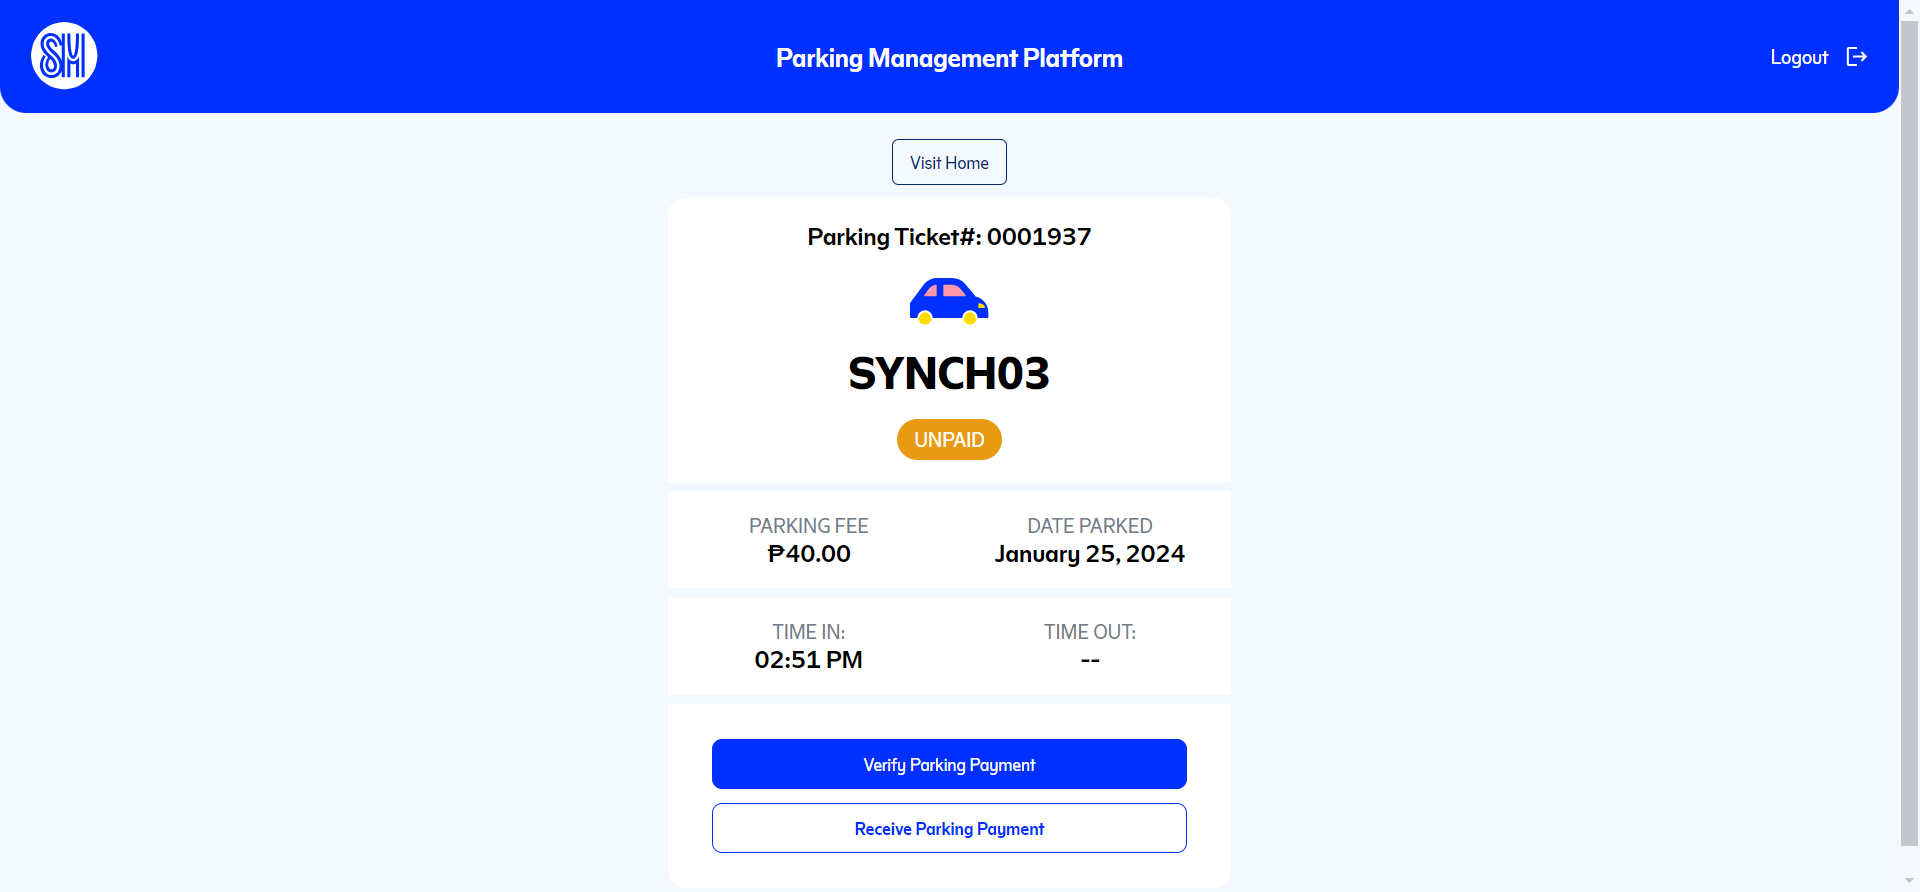 SM
Parking Management Platform
Logout
Visit Home
Parking Ticket#: 0001937
SYNCH03
UNPAID
PARKING FEE
₱40.00
DATE PARKED
January 25, 2024
TIME IN:
02:51 PM
TIME OUT:
--
Verify Parking Payment
Receive Parking Payment